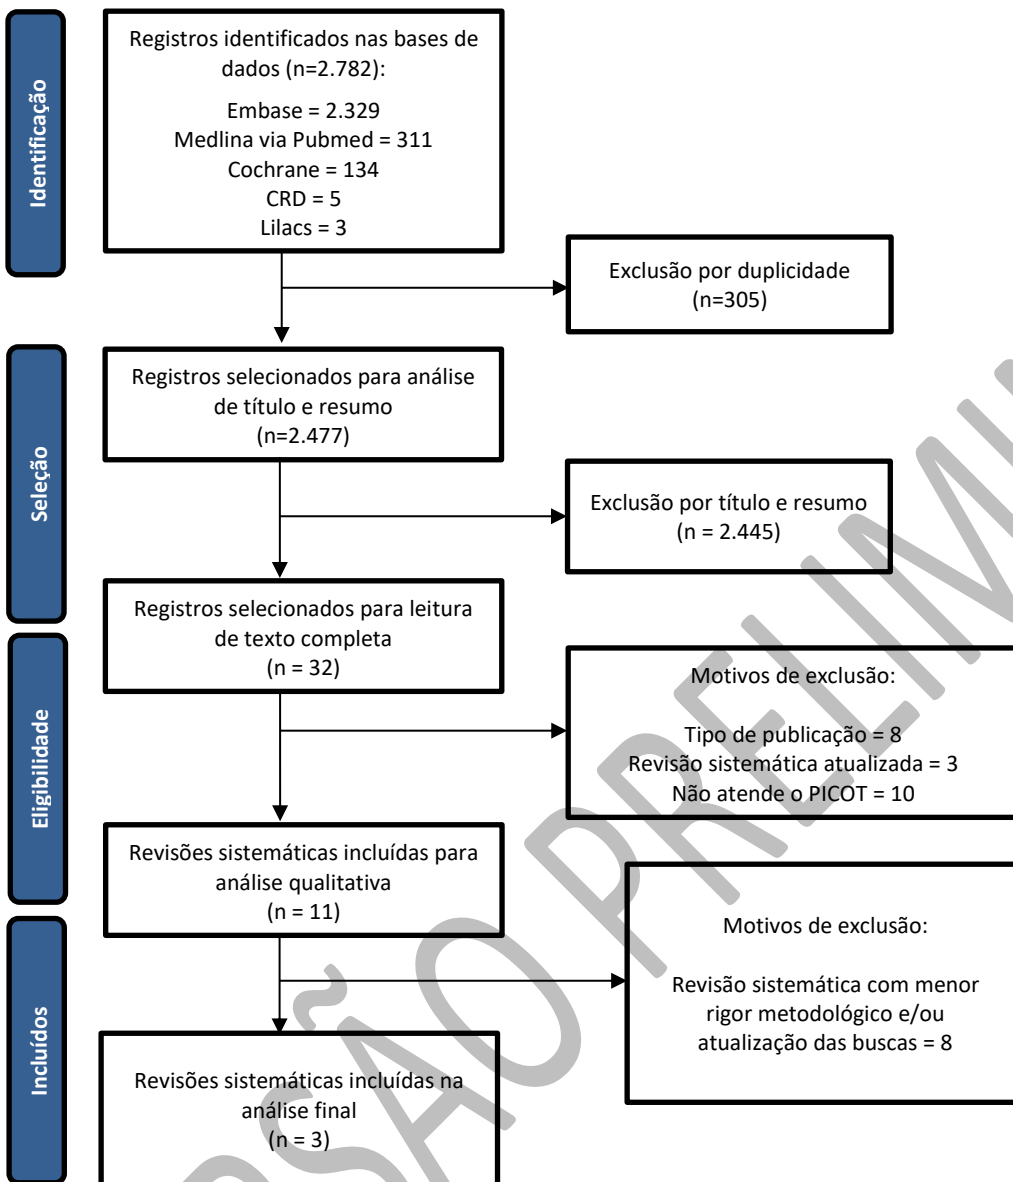 Identificação
Registros identificados nas bases de
dados (n=2.782):
Embase = 2.329
Medlina via Pubmed = 311
Cochrane = 134
CRD = 5
Lilacs = 3
Exclusão por duplicidade
(n=305)
Seleção
Registros selecionados para análise
de título e resumo
(n=2.477)
Exclusão por título e resumo
(n = 2.445)
Registros selecionados para leitura
de texto completa
(n = 32)
Eligibilidade
Motivos de exclusão:
Tipo de publicação = 8
Revisão sistemática atualizada = 3
Não atende o PICOT = 10
Revisões sistemáticas incluídas para
análise qualitativa
(n = 11)
Incluídos
Motivos de exclusão:
Revisão sistemática com menor
rigor metodológico e/ou
atualização das buscas = 8
Revisões sistemáticas incluídas na
análise final
(n = 3)